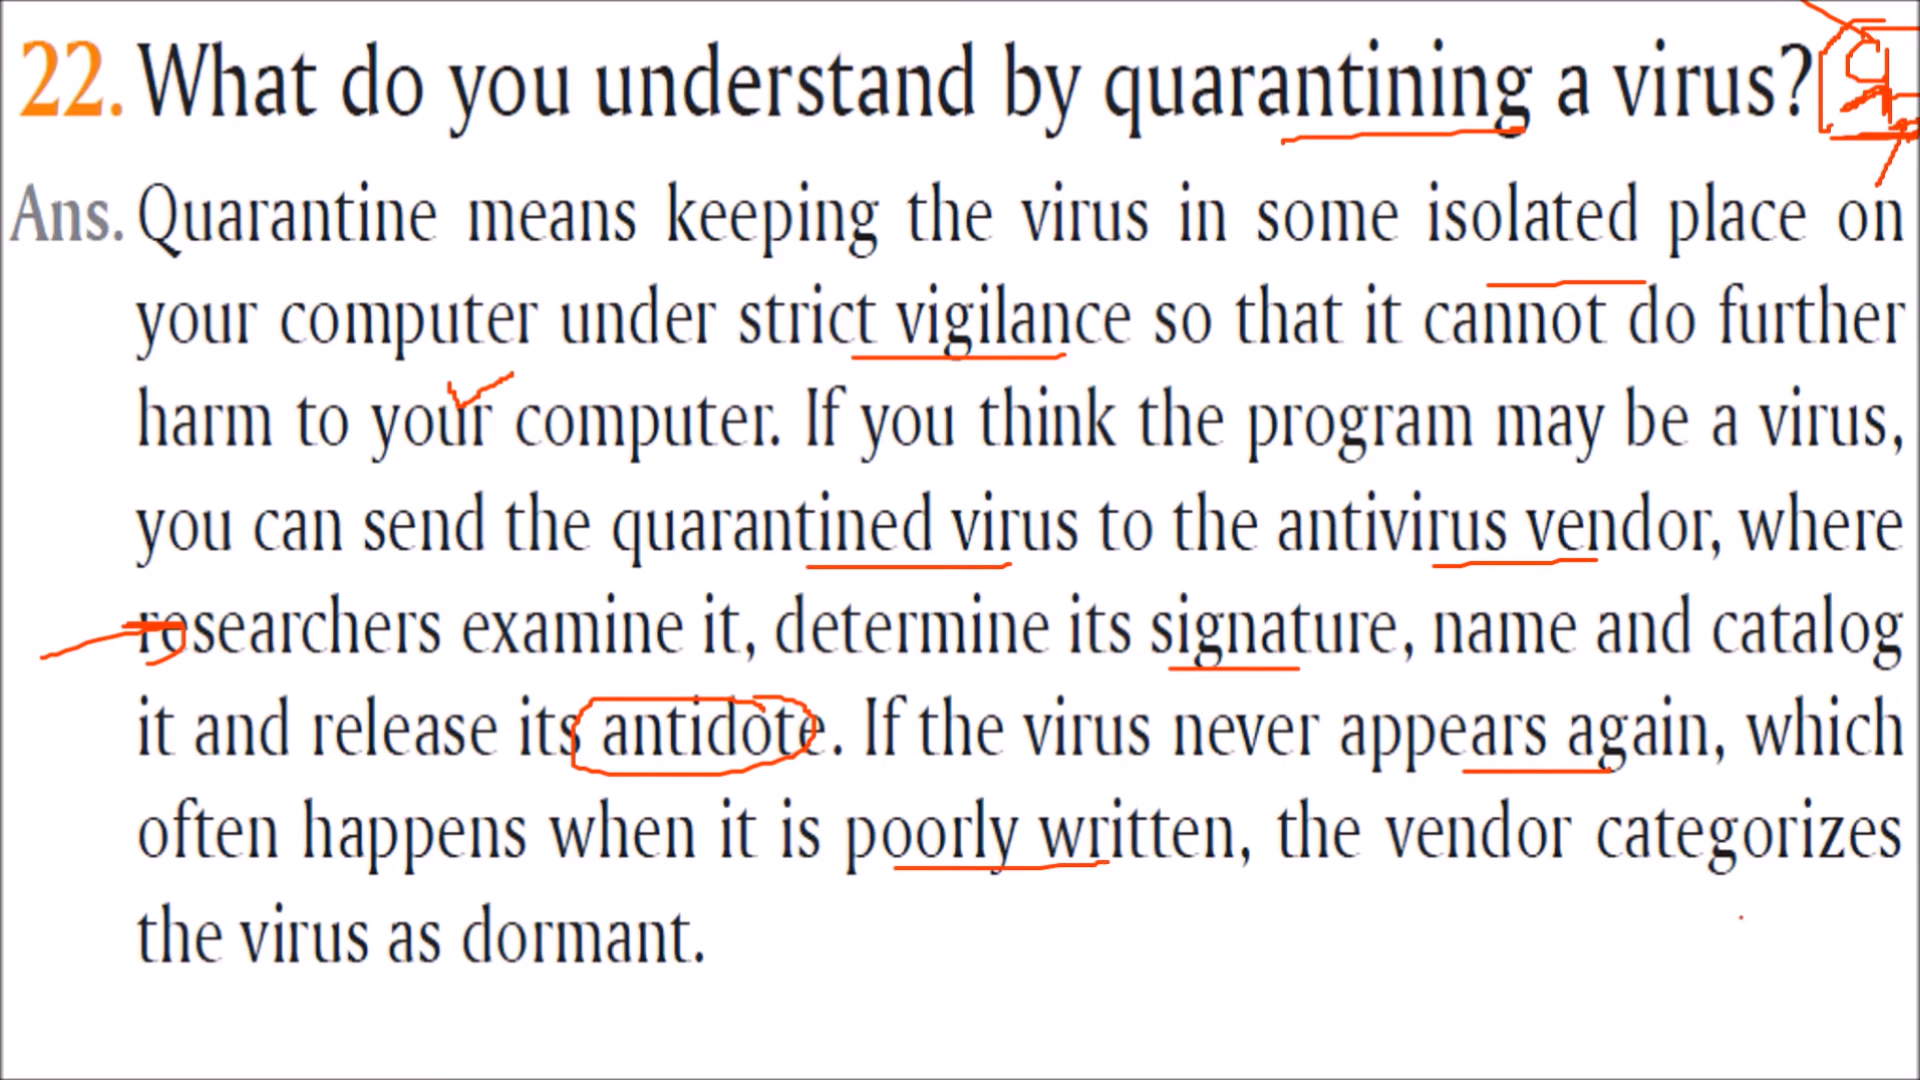 22. What do you understand by quarantining a virus?
Ans. Quarantine means keeping the virus in some isolated place on
your computer under strict vigilance so that it cannot do further
harm to your computer. If you think the program may be a virus,
you can send the quarantined virus to the antivirus vendor, where
researchers examine it, determine its signature, name and catalog
it and release its antidote. If the virus never appears again, which
often happens when it is poorly written, the vendor categorizes
the virus as dormant.